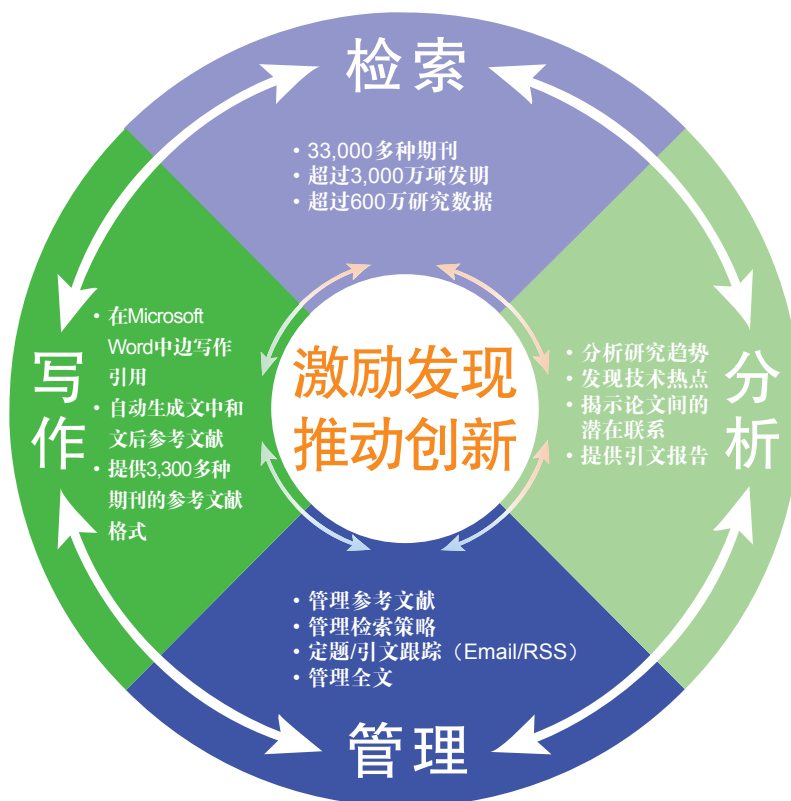 检索
· 33,000多种期刊
· 超过3,000万项发明
· 超过600万研究数据
写
作
· 在Microsoft
Word中边写作
引用
· 自动生成文中和
文后参考文献
· 提供3,300多种
期刊的参考文献
格式
激励发现
推动创新
· 分析研究趋势
· 发现技术热点
· 揭示论文间的
潜在联系
· 提供引文报告
分
析
· 管理参考文献
· 管理检索策略
· 定题/引文跟踪（Email/RSS）
· 管理全文
管理